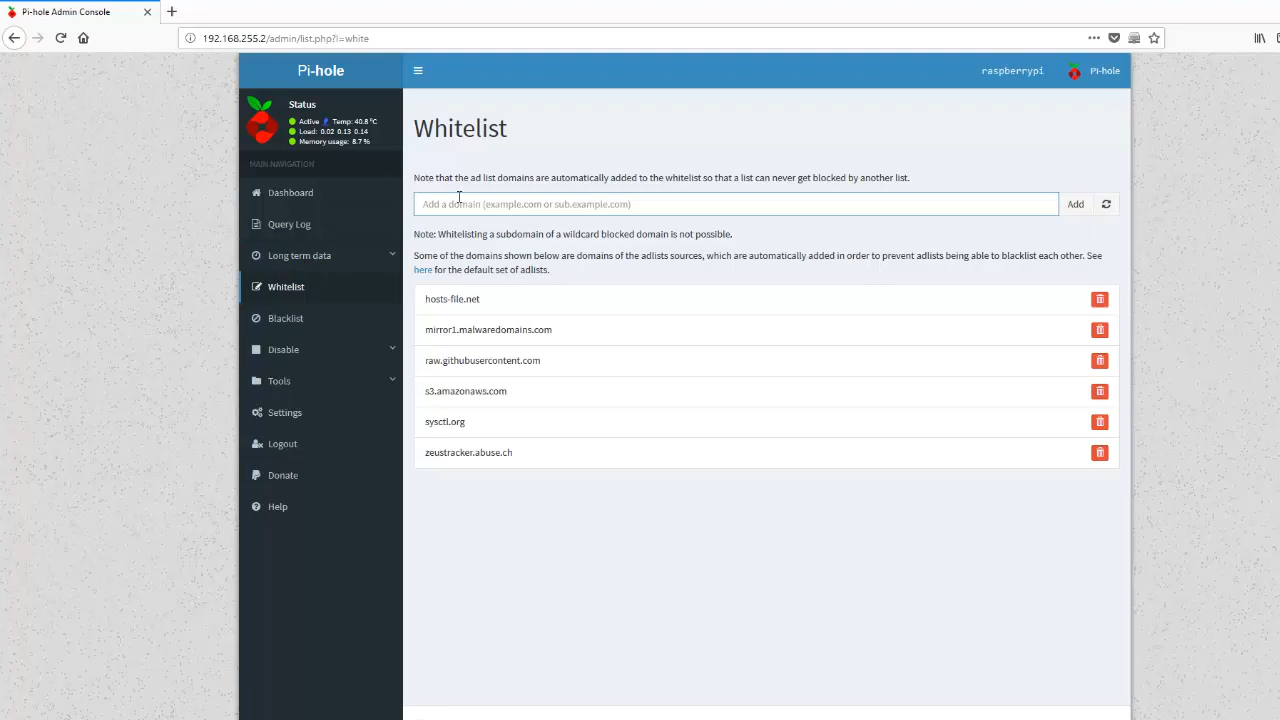 Pi-hole Admin Console
192.168.255.2/admin/list.php?l=white
Pi-hole
raspberrypi
Pi-hole
Status
Active Temp: 40.8 °C
Load: 0.02 0.13 0.14
Memory usage: 8.7 %
MAIN NAVIGATION
Dashboard
Query Log
Long term data
Whitelist
Blacklist
Disable
Tools
Settings
Logout
Donate
Help
Whitelist
Note that the ad list domains are automatically added to the whitelist so that a list can never get blocked by another list.
Add a domain (example.com or sub.example.com)
Add
Note: Whitelisting a subdomain of a wildcard blocked domain is not possible.
Some of the domains shown below are domains of the adlists sources, which are automatically added in order to prevent adlists being able to blacklist each other. See
here for the default set of adlists.
hosts-file.net
mirror1.malwaredomains.com
raw.githubusercontent.com
s3.amazonaws.com
sysctl.org
zeustracker.abuse.ch